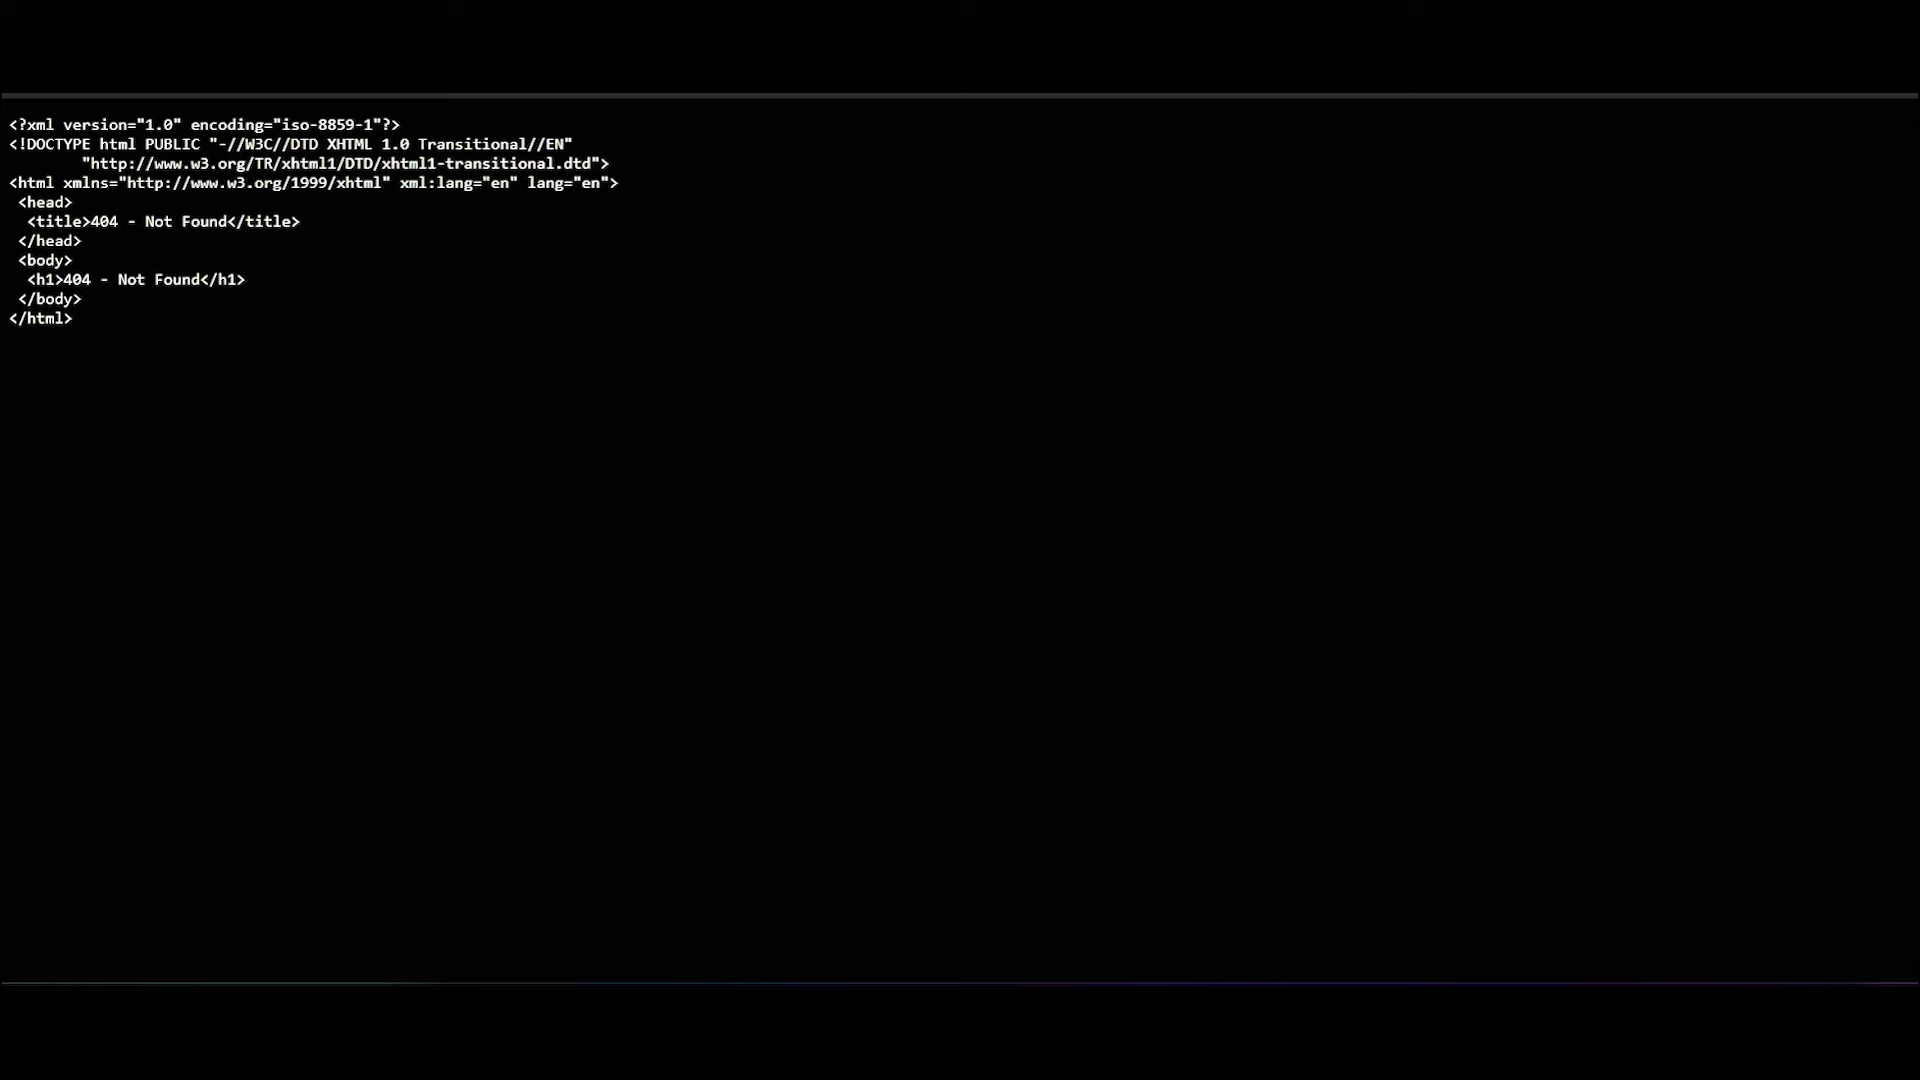 <?xml version="1.0" encoding="iso-8859-1"?>
<!DOCTYPE html PUBLIC "-//W3C//DTD XHTML 1.0 Transitional//EN"
        "http://www.w3.org/TR/xhtml1/DTD/xhtml1-transitional.dtd">
<html xmlns="http://www.w3.org/1999/xhtml" xml:lang="en" lang="en">
 <head>
  <title>404 - Not Found</title>
 </head>
 <body>
  <h1>404 - Not Found</h1>
 </body>
</html>